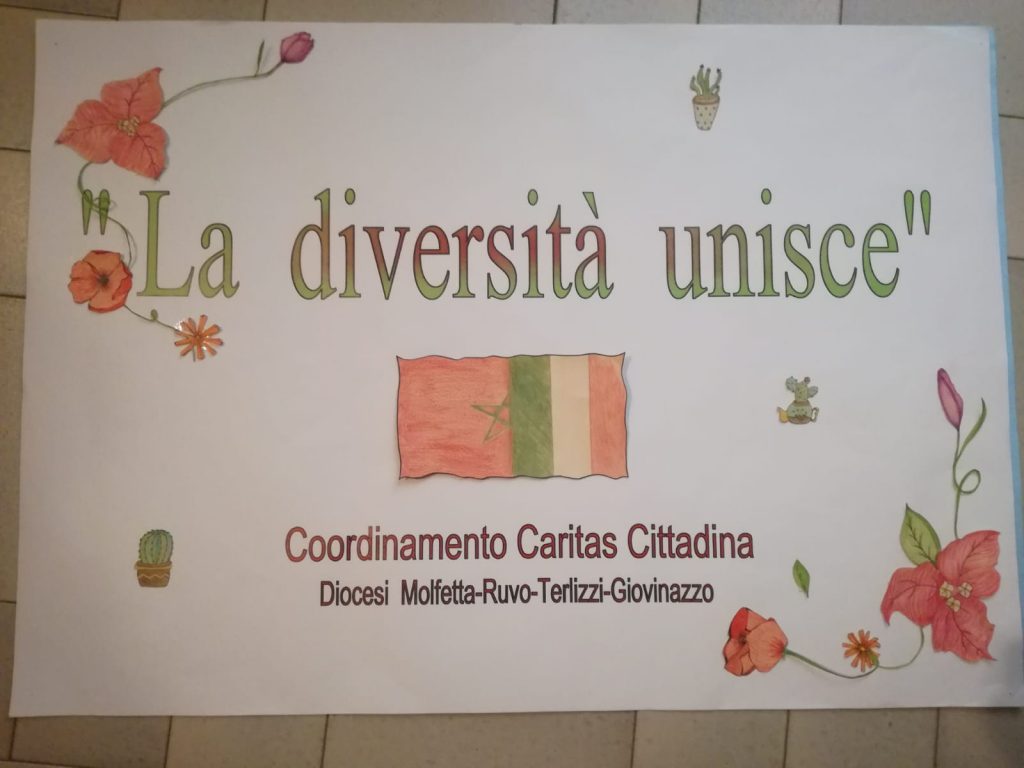 "La diversità unisce"
Coordinamento Caritas Cittadina
Diocesi Molfetta-Ruvo-Terlizzi-Giovinazzo